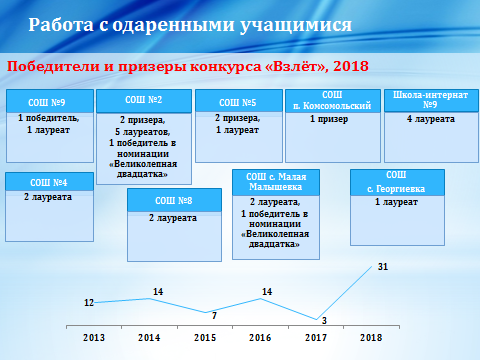 Работа с одаренными учащимися
Победители и призеры конкурса «Взлёт», 2018
СОШ №9
1 победитель,
1 лауреат
СОШ №2
2 призера,
5 лауреатов,
1 победитель в
номинации
«Великолепная
двадцатка»
СОШ №5
2 призера,
1 лауреат
СОШ
п. Комсомольский
1 призер
Школа-интернат
№9
4 лауреата
СОШ №4
2 лауреата
СОШ №8
2 лауреата
СОШ с. Малая
Малышевка
2 лауреата,
1 победитель в
номинации
«Великолепная
двадцатка»
СОШ
с. Георгиевка
1 лауреат
12
14
7
14
3
31
2013 2014 2015 2016 2017 2018